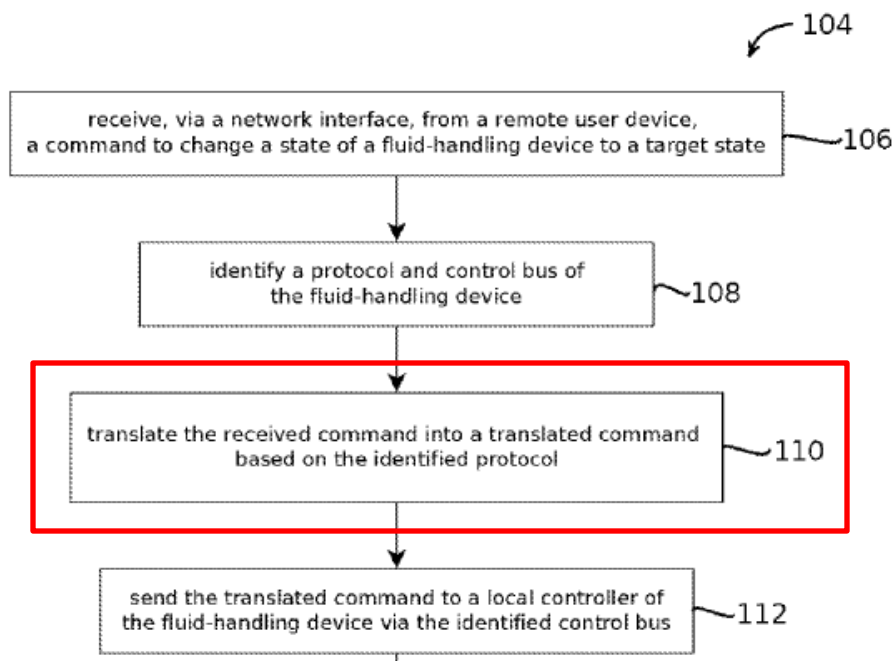 104
receive, via a network interface, from a remote user device,
a command to change a state of a fluid-handling device to a target state
106
identify a protocol and control bus of
the fluid-handling device
108
translate the received command into a translated command
based on the identified protocol
110
send the translated command to a local controller of
the fluid-handling device via the identified control bus
112